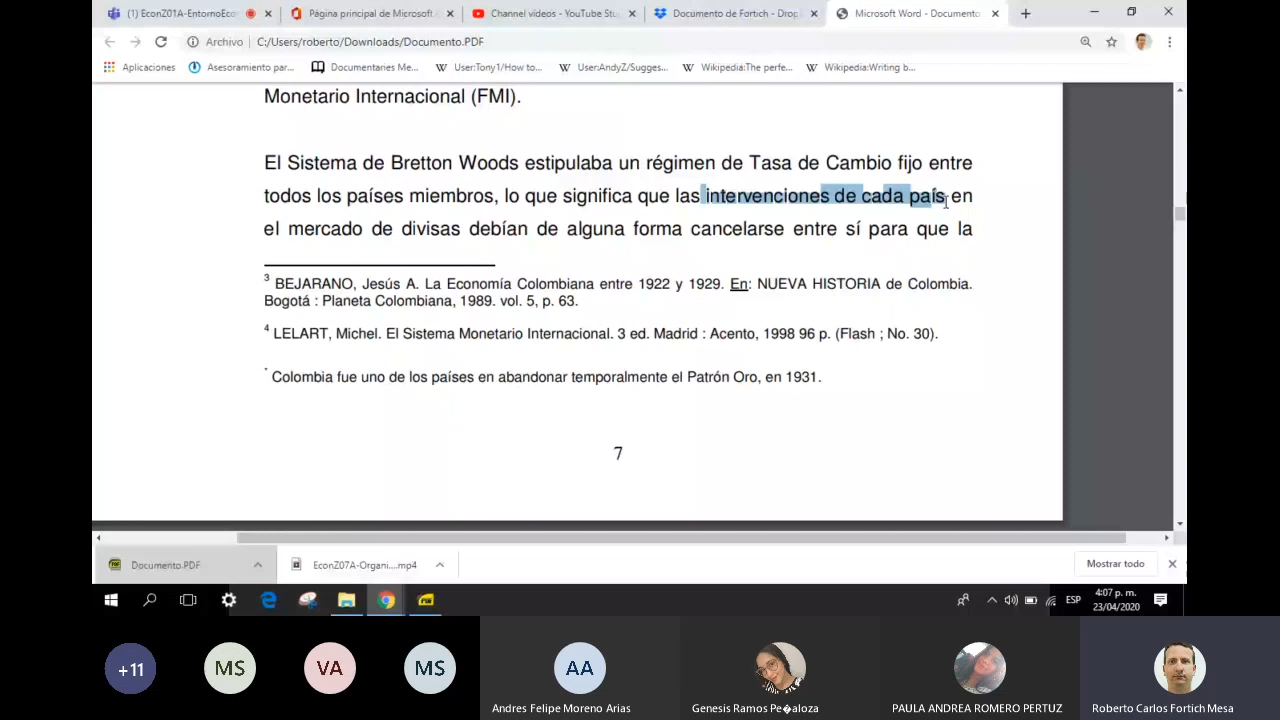 (1) EconZ01A-EntornoEco
Página principal de Microsoft
Channel videos - YouTube Stu
Documento de Fortich - Drop
Microsoft Word - Documento
Archivo
C:/Users/roberto/Downloads/Documento.PDF
Aplicaciones
Asesoramiento par...
Documentaries Me...
User:Tony1/How to...
User:AndyZ/Sugges...
Wikipedia:The perfe...
Wikipedia:Writing b...
Monetario Internacional (FMI).
El Sistema de Bretton Woods estipulaba un régimen de Tasa de Cambio fijo entre
todos los países miembros, lo que significa que las intervenciones de cada país en
el mercado de divisas debían de alguna forma cancelarse entre sí para que la
3 BEJARANO, Jesús A. La Economía Colombiana entre 1922 y 1929. En: NUEVA HISTORIA de Colombia.
Bogotá : Planeta Colombiana, 1989. vol. 5, p. 63.
4 LELART, Michel. El Sistema Monetario Internacional. 3 ed. Madrid : Acento, 1998 96 p. (Flash ; No. 30).
* Colombia fue uno de los países en abandonar temporalmente el Patrón Oro, en 1931.
7
Documento.PDF
EconZ07A-Organi....mp4
Mostrar todo
ESP
4:07 p. m.
23/04/2020
+11
MS
VA
MS
AA
Andres Felipe Moreno Arias
Genesis Ramos Pe�aloza
PAULA ANDREA ROMERO PERTUZ
Roberto Carlos Fortich Mesa